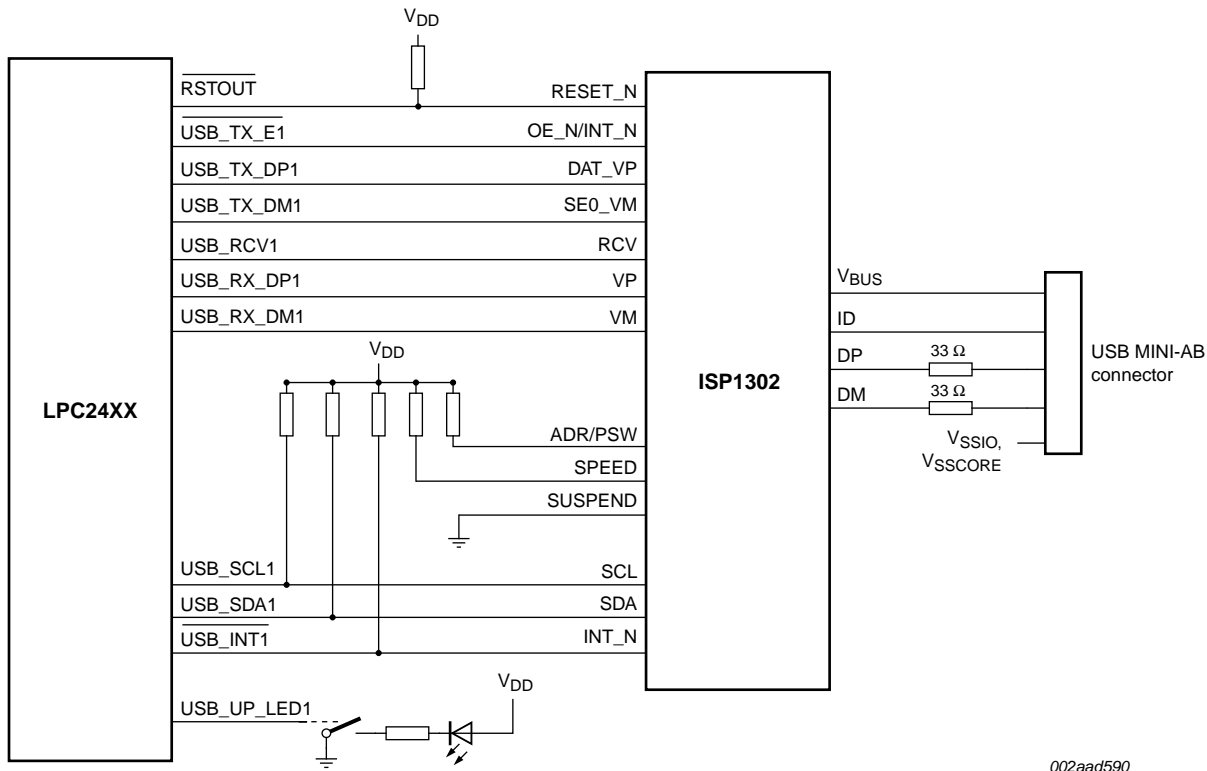 VDD
RSTOUT RESET_N
USB_TX_E1 OE_N/INT_N
USB_TX_DP1 DAT_VP
USB_TX_DM1 SE0_VM
USB_RCV1 RCV
USB_RX_DP1 VP
USB_RX_DM1 VM
VBUS
ID
DP 33 Ω
DM 33 Ω
USB MINI-AB
connector
VSSIO,
VSSCORE
LPC24XX
ISP1302
VDD
ADR/PSW
SPEED
SUSPEND
USB_SCL1 SCL
USB_SDA1 SDA
USB_INT1 INT_N
VDD
USB_UP_LED1
002aad590